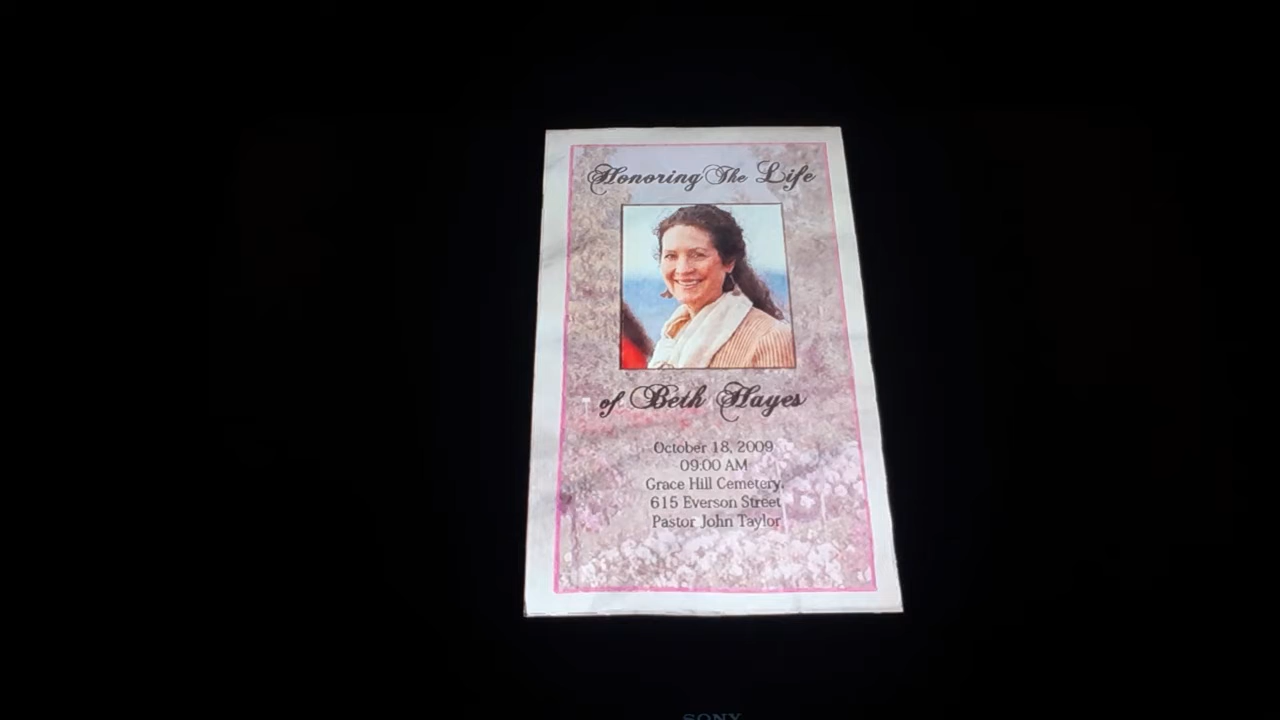 Honoring The Life
of Beth Hayes
October 18, 2009
09:00 AM
Grace Hill Cemetery,
615 Everson Street
Pastor John Taylor
SONY